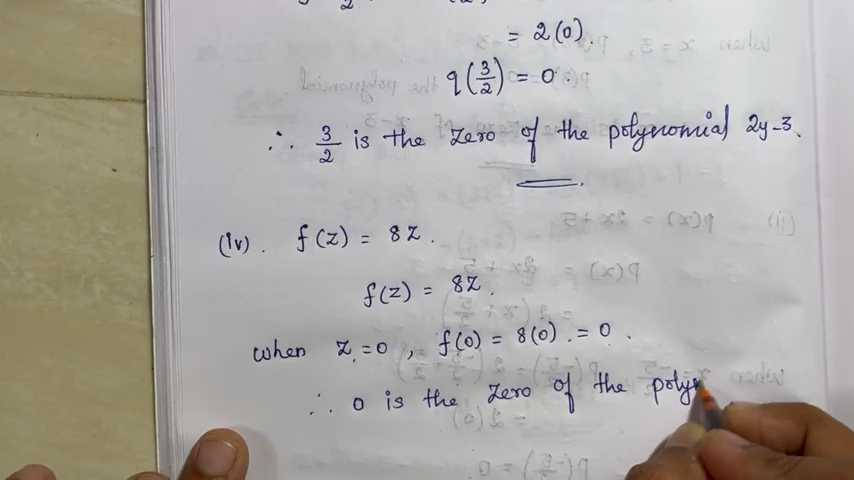 = 2(0).
q(3/2) = 0.
∴ 3/2 is the zero of the polynomial 2y-3.
(iv). f(z) = 8z.
f(z) = 8z.
when z=0, f(0) = 8(0) = 0.
∴ 0 is the zero of the polyn